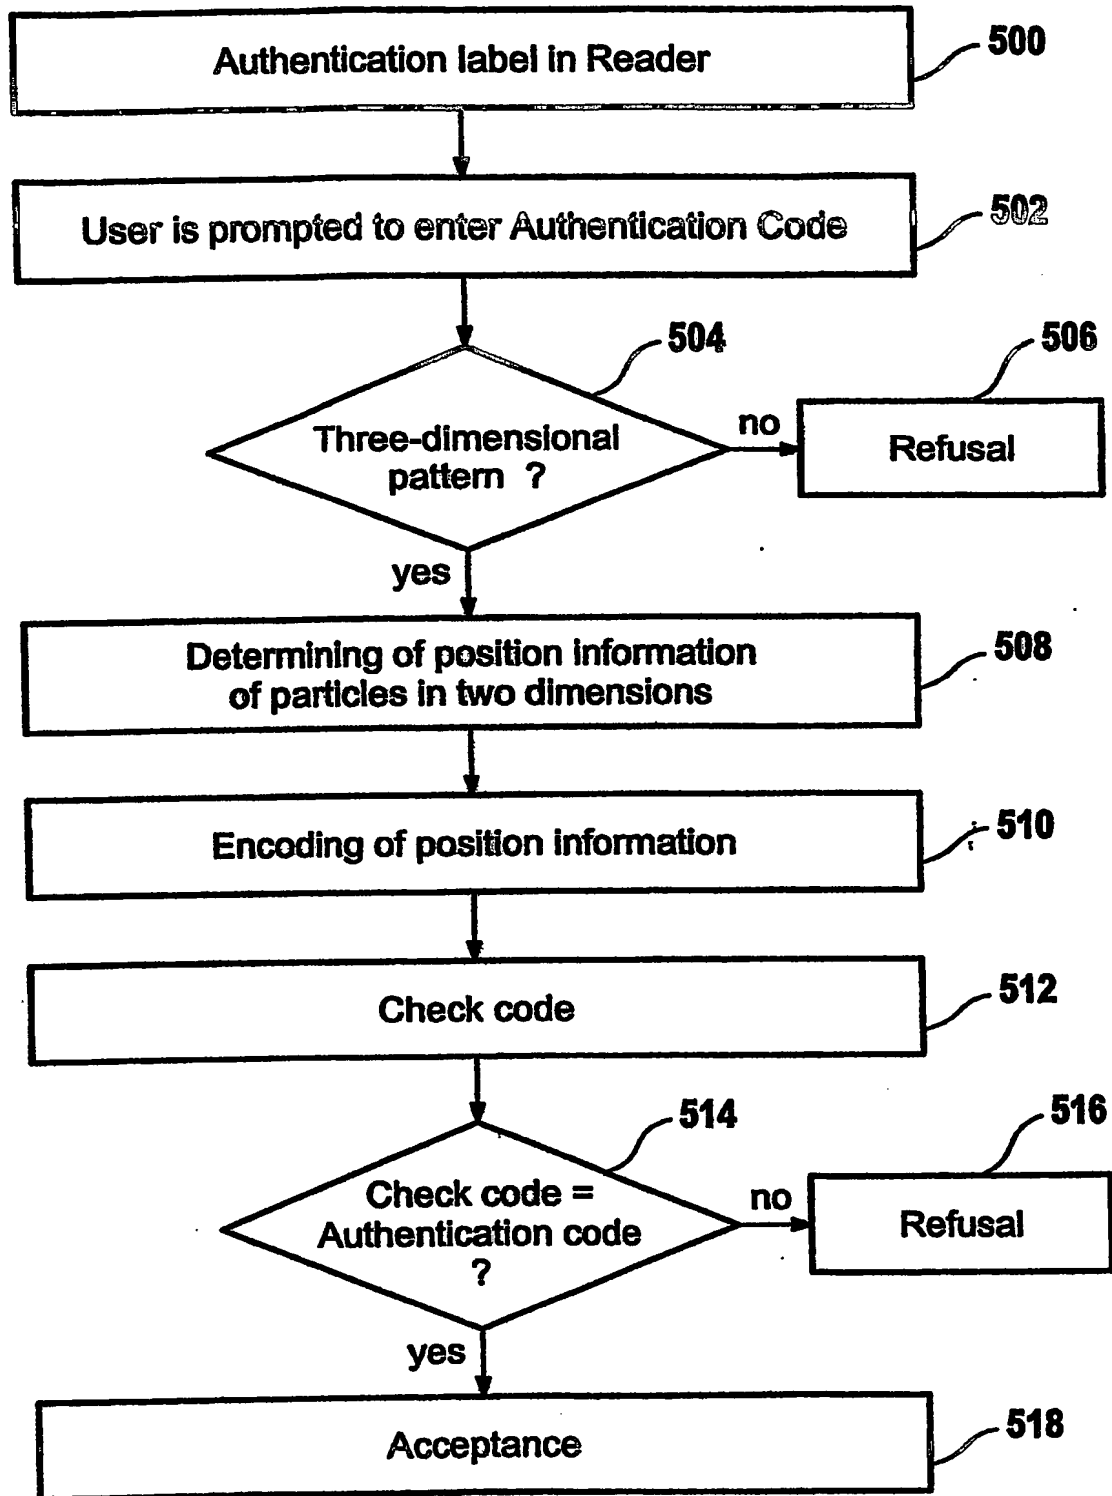 Authentication label in Reader
500
User is prompted to enter Authentication Code
502
504
506
Three-dimensional
pattern ?
no
Refusal
yes
Determining of position information
of particles in two dimensions
508
Encoding of position information
510
Check code
512
514
516
Check code =
Authentication code
?
no
Refusal
yes
Acceptance
518